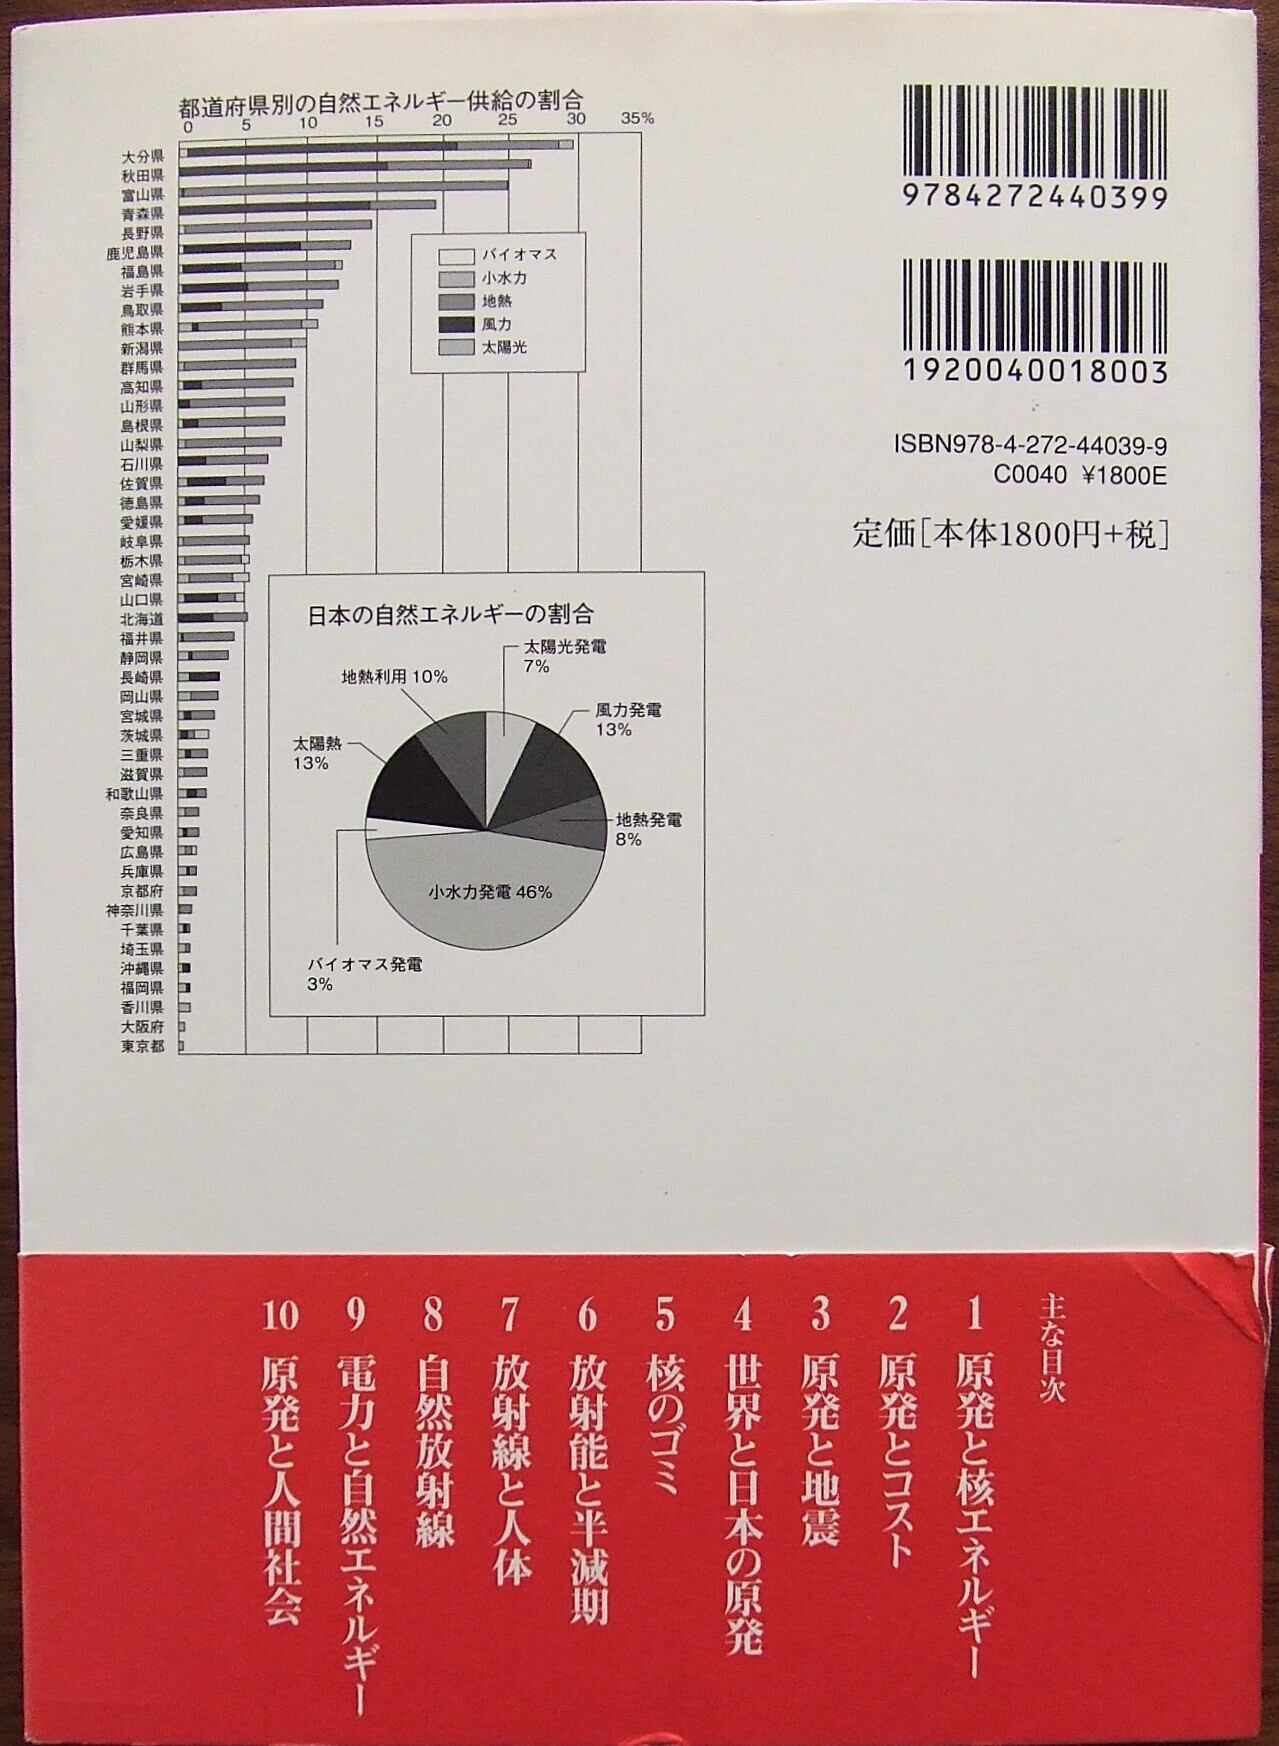 都道府県別の自然エネルギー供給の割合
0 5 10 15 20 25 30 35%
大分県
秋田県
富山県
青森県
長野県
鹿児島県
福島県
岩手県
鳥取県
熊本県
新潟県
群馬県
高知県
山形県
島根県
山梨県
石川県
佐賀県
徳島県
愛媛県
岐阜県
栃木県
宮崎県
山口県
北海道
福井県
静岡県
長崎県
岡山県
宮城県
茨城県
三重県
滋賀県
和歌山県
奈良県
愛知県
広島県
兵庫県
京都府
神奈川県
千葉県
埼玉県
沖縄県
福岡県
香川県
大阪府
東京都
バイオマス
小水力
地熱
風力
太陽光
日本の自然エネルギーの割合
太陽光発電
7%
風力発電
13%
地熱発電
8%
小水力発電 46%
バイオマス発電
3%
太陽熱
13%
地熱利用 10%
9784272440399
1920040018003
ISBN978-4-272-44039-9
C0040 ¥1800E
定価[本体1800円+税]
主な目次
1 原発と核エネルギー
2 原発とコスト
3 原発と地震
4 世界と日本の原発
5 核のゴミ
6 放射能と半減期
7 放射線と人体
8 自然放射線
9 電力と自然エネルギー
10 原発と人間社会